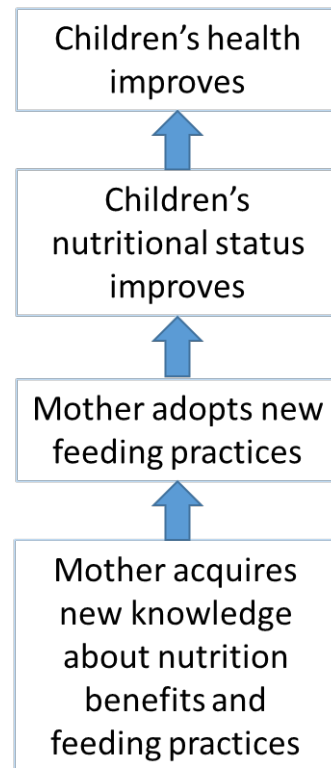 Children’s health
improves
Children’s
nutritional status
improves
Mother adopts new
feeding practices
Mother acquires
new knowledge
about nutrition
benefits and
feeding practices